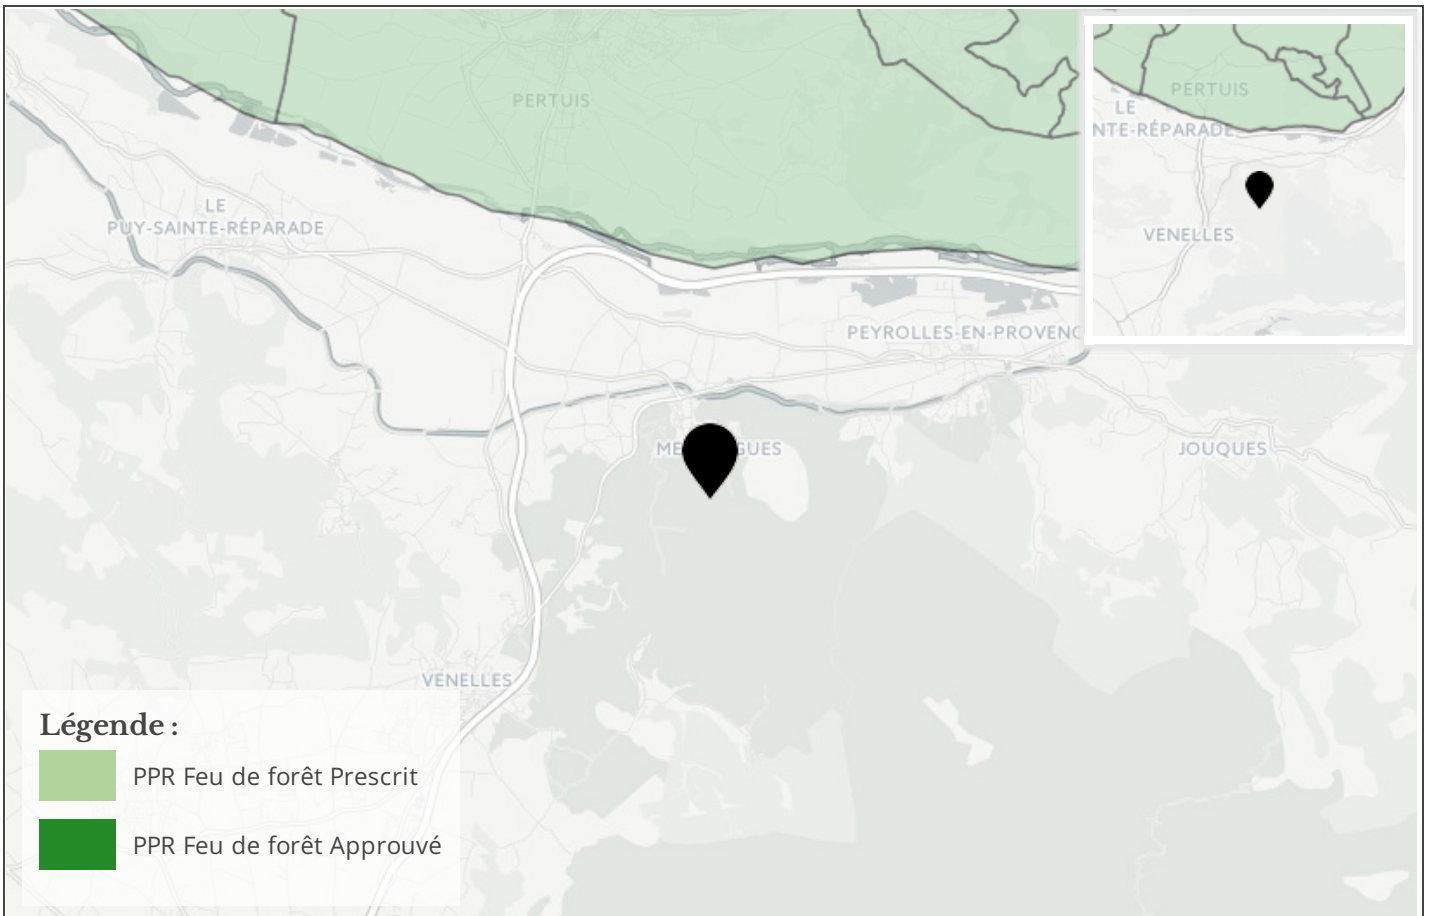 PERTUIS
LE
PUY-SAINTE-RÉPARADE
PEYROLLES-EN-PROVENC
ME GUES
JOUQUES
VENELLES
PERTUIS
LE
NTE-RÉPARADE
VENELLES
Légende :
PPR Feu de forêt Prescrit
PPR Feu de forêt Approuvé